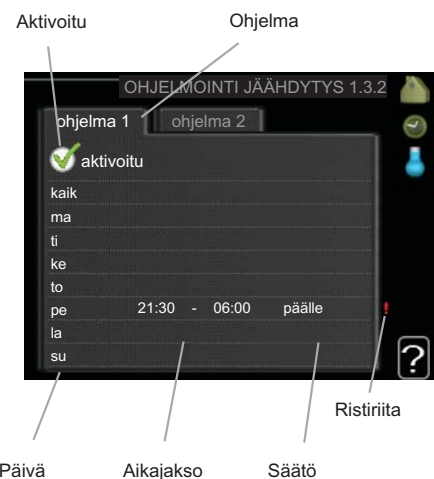 Aktivoitu Ohjelma
OHJELMOINTI JÄÄHDYTYS 1.3.2
ohjelma 1 ohjelma 2
aktivoitu
kaik
ma
ti
ke
to
pe 21:30 - 06:00 päälle !
la
su
?
Ristiriita
Päivä Aikajakso Säätö